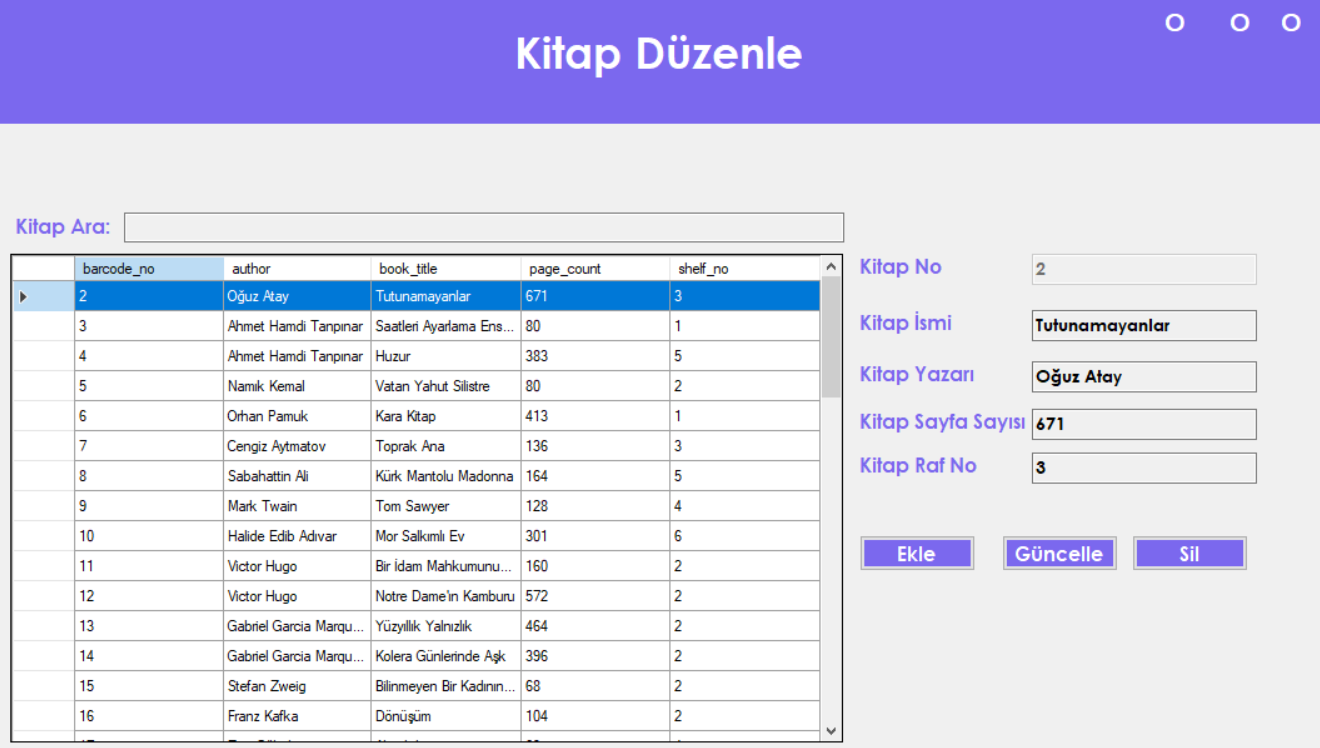 Kitap Düzenle
O O O
Kitap Ara:
barcode_no author book_title page_count shelf_no
2 Oğuz Atay Tutunamayanlar 671 3
3 Ahmet Hamdi Tanpınar Saatleri Ayarlama Ens... 80 1
4 Ahmet Hamdi Tanpınar Huzur 383 5
5 Namık Kemal Vatan Yahut Silistre 80 2
6 Orhan Pamuk Kara Kitap 413 1
7 Cengiz Aytmatov Toprak Ana 136 3
8 Sabahattin Ali Kürk Mantolu Madonna 164 5
9 Mark Twain Tom Sawyer 128 4
10 Halide Edib Adıvar Mor Salkımlı Ev 301 6
11 Victor Hugo Bir İdam Mahkumunu... 160 2
12 Victor Hugo Notre Dame'ın Kamburu 572 2
13 Gabriel Garcia Marqu... Yüzyıllık Yalnızlık 464 2
14 Gabriel Garcia Marqu... Kolera Günlerinde Aşk 396 2
15 Stefan Zweig Bilinmeyen Bir Kadının... 68 2
16 Franz Kafka Dönüşüm 104 2
Kitap No 2
Kitap İsmi Tutunamayanlar
Kitap Yazarı Oğuz Atay
Kitap Sayfa Sayısı 671
Kitap Raf No 3
Ekle Güncelle Sil